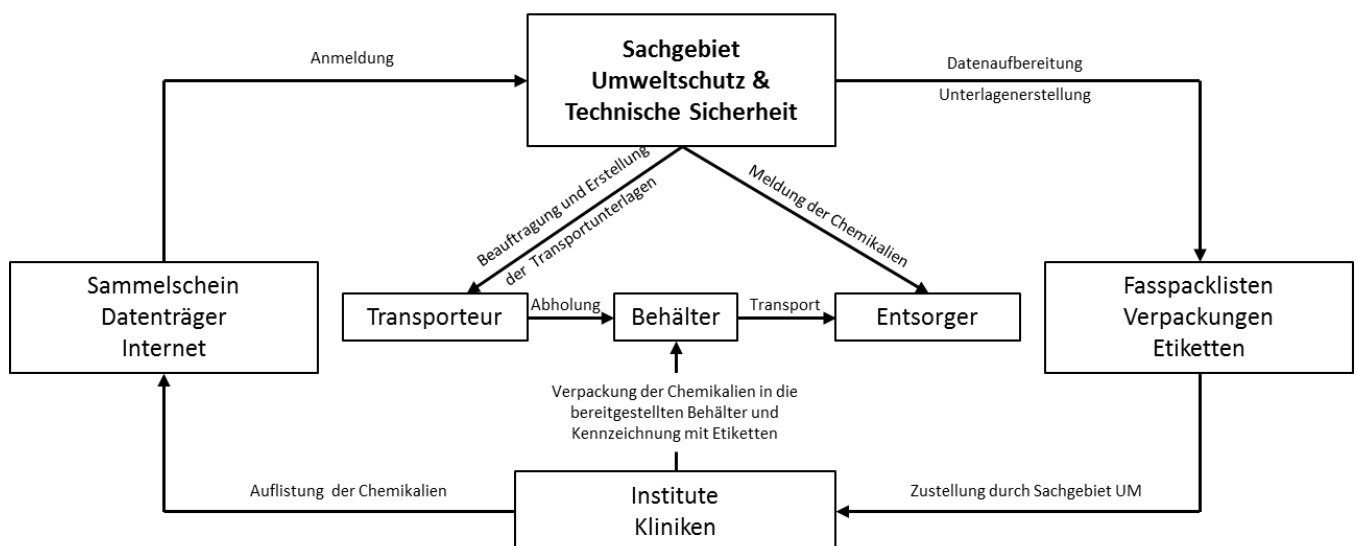 Anmeldung
Sachgebiet
Umweltschutz &
Technische Sicherheit
Datenaufbereitung
Unterlagenerstellung
Beauftragung und Erstellung
der Transportunterlagen
Meldung der Chemikalien
Sammelschein
Datenträger
Internet
Transporteur
Abholung
Behälter
Transport
Entsorger
Fasspacklisten
Verpackungen
Etiketten
Verpackung der Chemikalien in die
bereitgestellten Behälter und
Kennzeichnung mit Etiketten
Auflistung der Chemikalien
Institute
Kliniken
Zustellung durch Sachgebiet UM